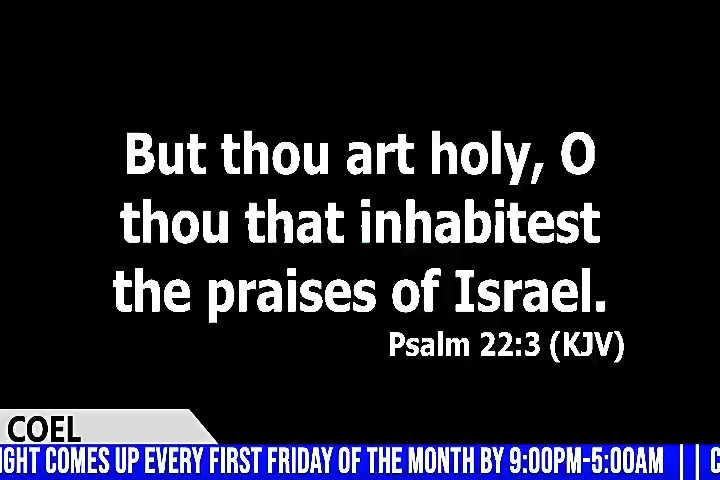 But thou art holy, O
thou that inhabitest
the praises of Israel.
Psalm 22:3 (KJV)
COEL
IGHT COMES UP EVERY FIRST FRIDAY OF THE MONTH BY 9:00PM-5:00AM || C